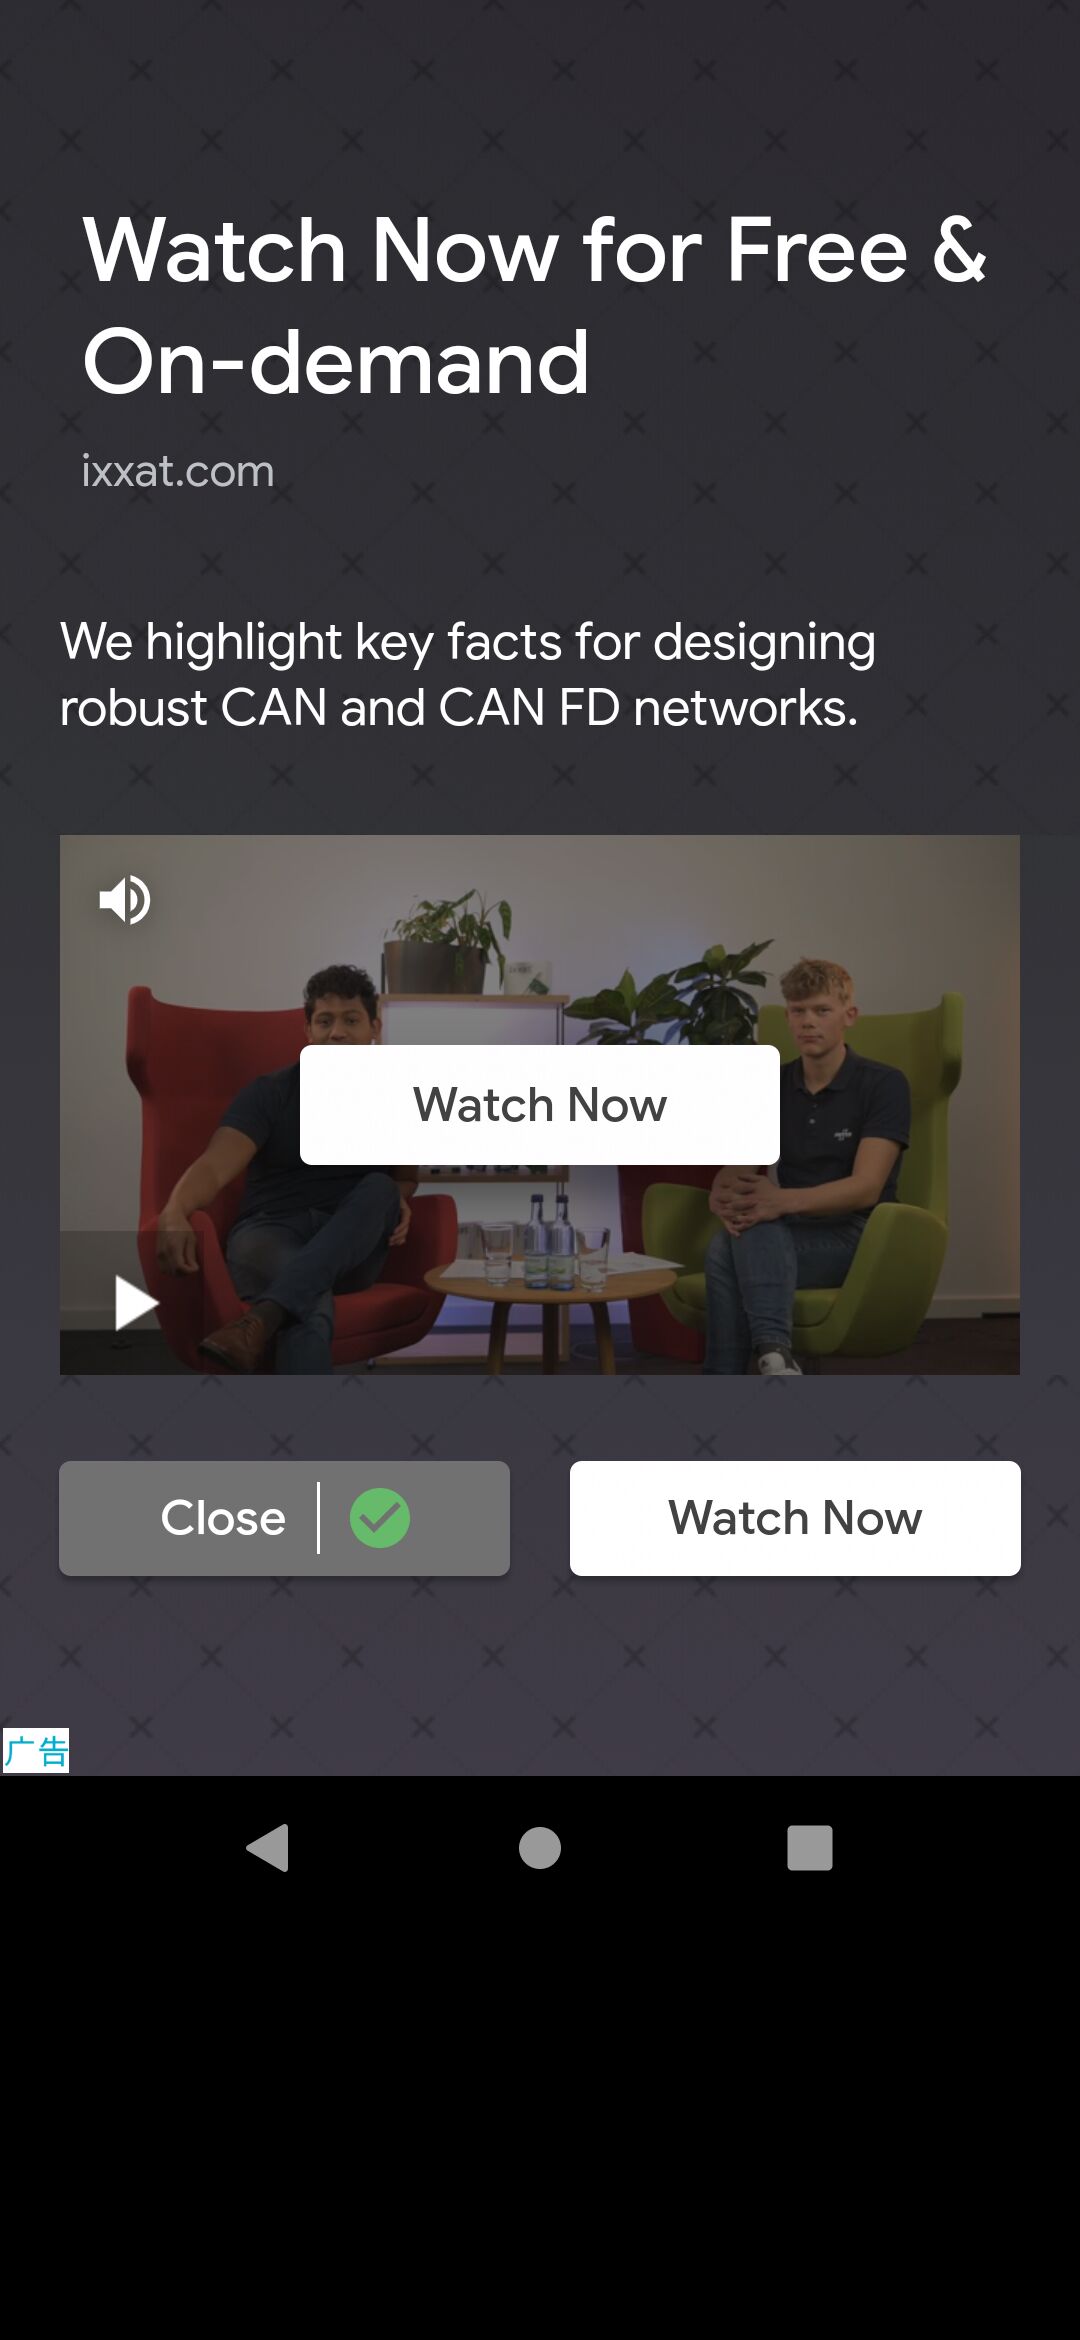 Watch Now for Free &
On-demand
ixxat.com
We highlight key facts for designing
robust CAN and CAN FD networks.
Watch Now
Close
Watch Now
广告